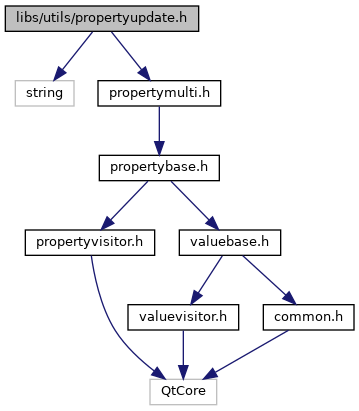 libs/utils/propertyupdate.h
string
propertymulti.h
propertybase.h
propertyvisitor.h
valuebase.h
valuevisitor.h
common.h
QtCore